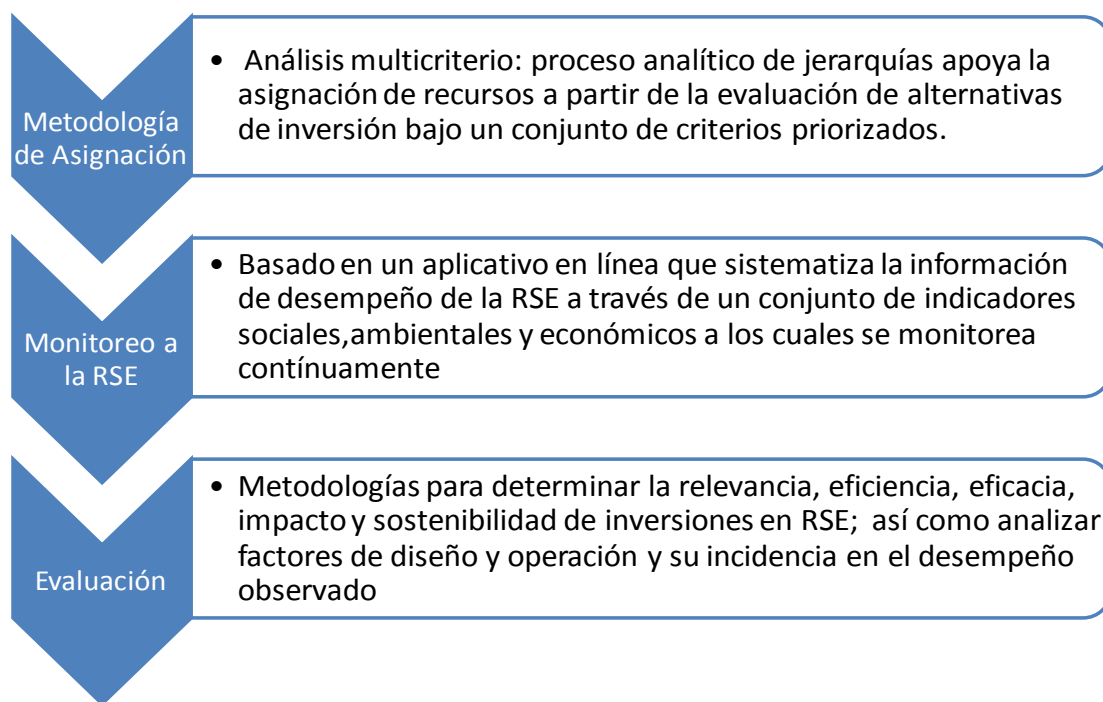 Metodología
de Asignación
• Análisis multicriterio: proceso analítico de jerarquías apoya la
asignación de recursos a partir de la evaluación de alternativas
de inversión bajo un conjunto de criterios priorizados.
Monitoreo a
la RSE
• Basado en un aplicativo en línea que sistematiza la información
de desempeño de la RSE a través de un conjunto de indicadores
sociales,ambientales y económicos a los cuales se monitorea
contínuamente
Evaluación
• Metodologías para determinar la relevancia, eficiencia, eficacia,
impacto y sostenibilidad de inversiones en RSE; así como analizar
factores de diseño y operación y su incidencia en el desempeño
observado